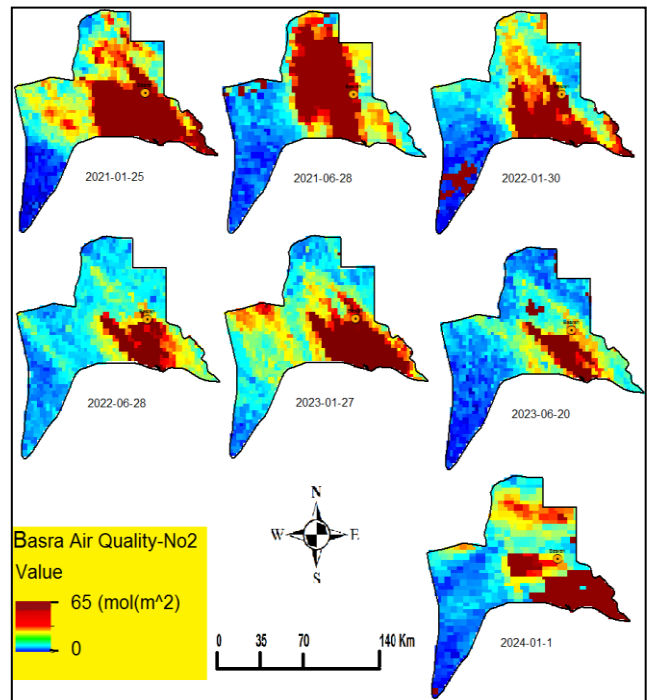 2021-01-25
2021-06-28
2022-01-30
2022-06-28
2023-01-27
2023-06-20
N
W E
S
2024-01-1
Basra Air Quality-No2
Value
65 (mol(m^2)
0
0 35 70 140 Km